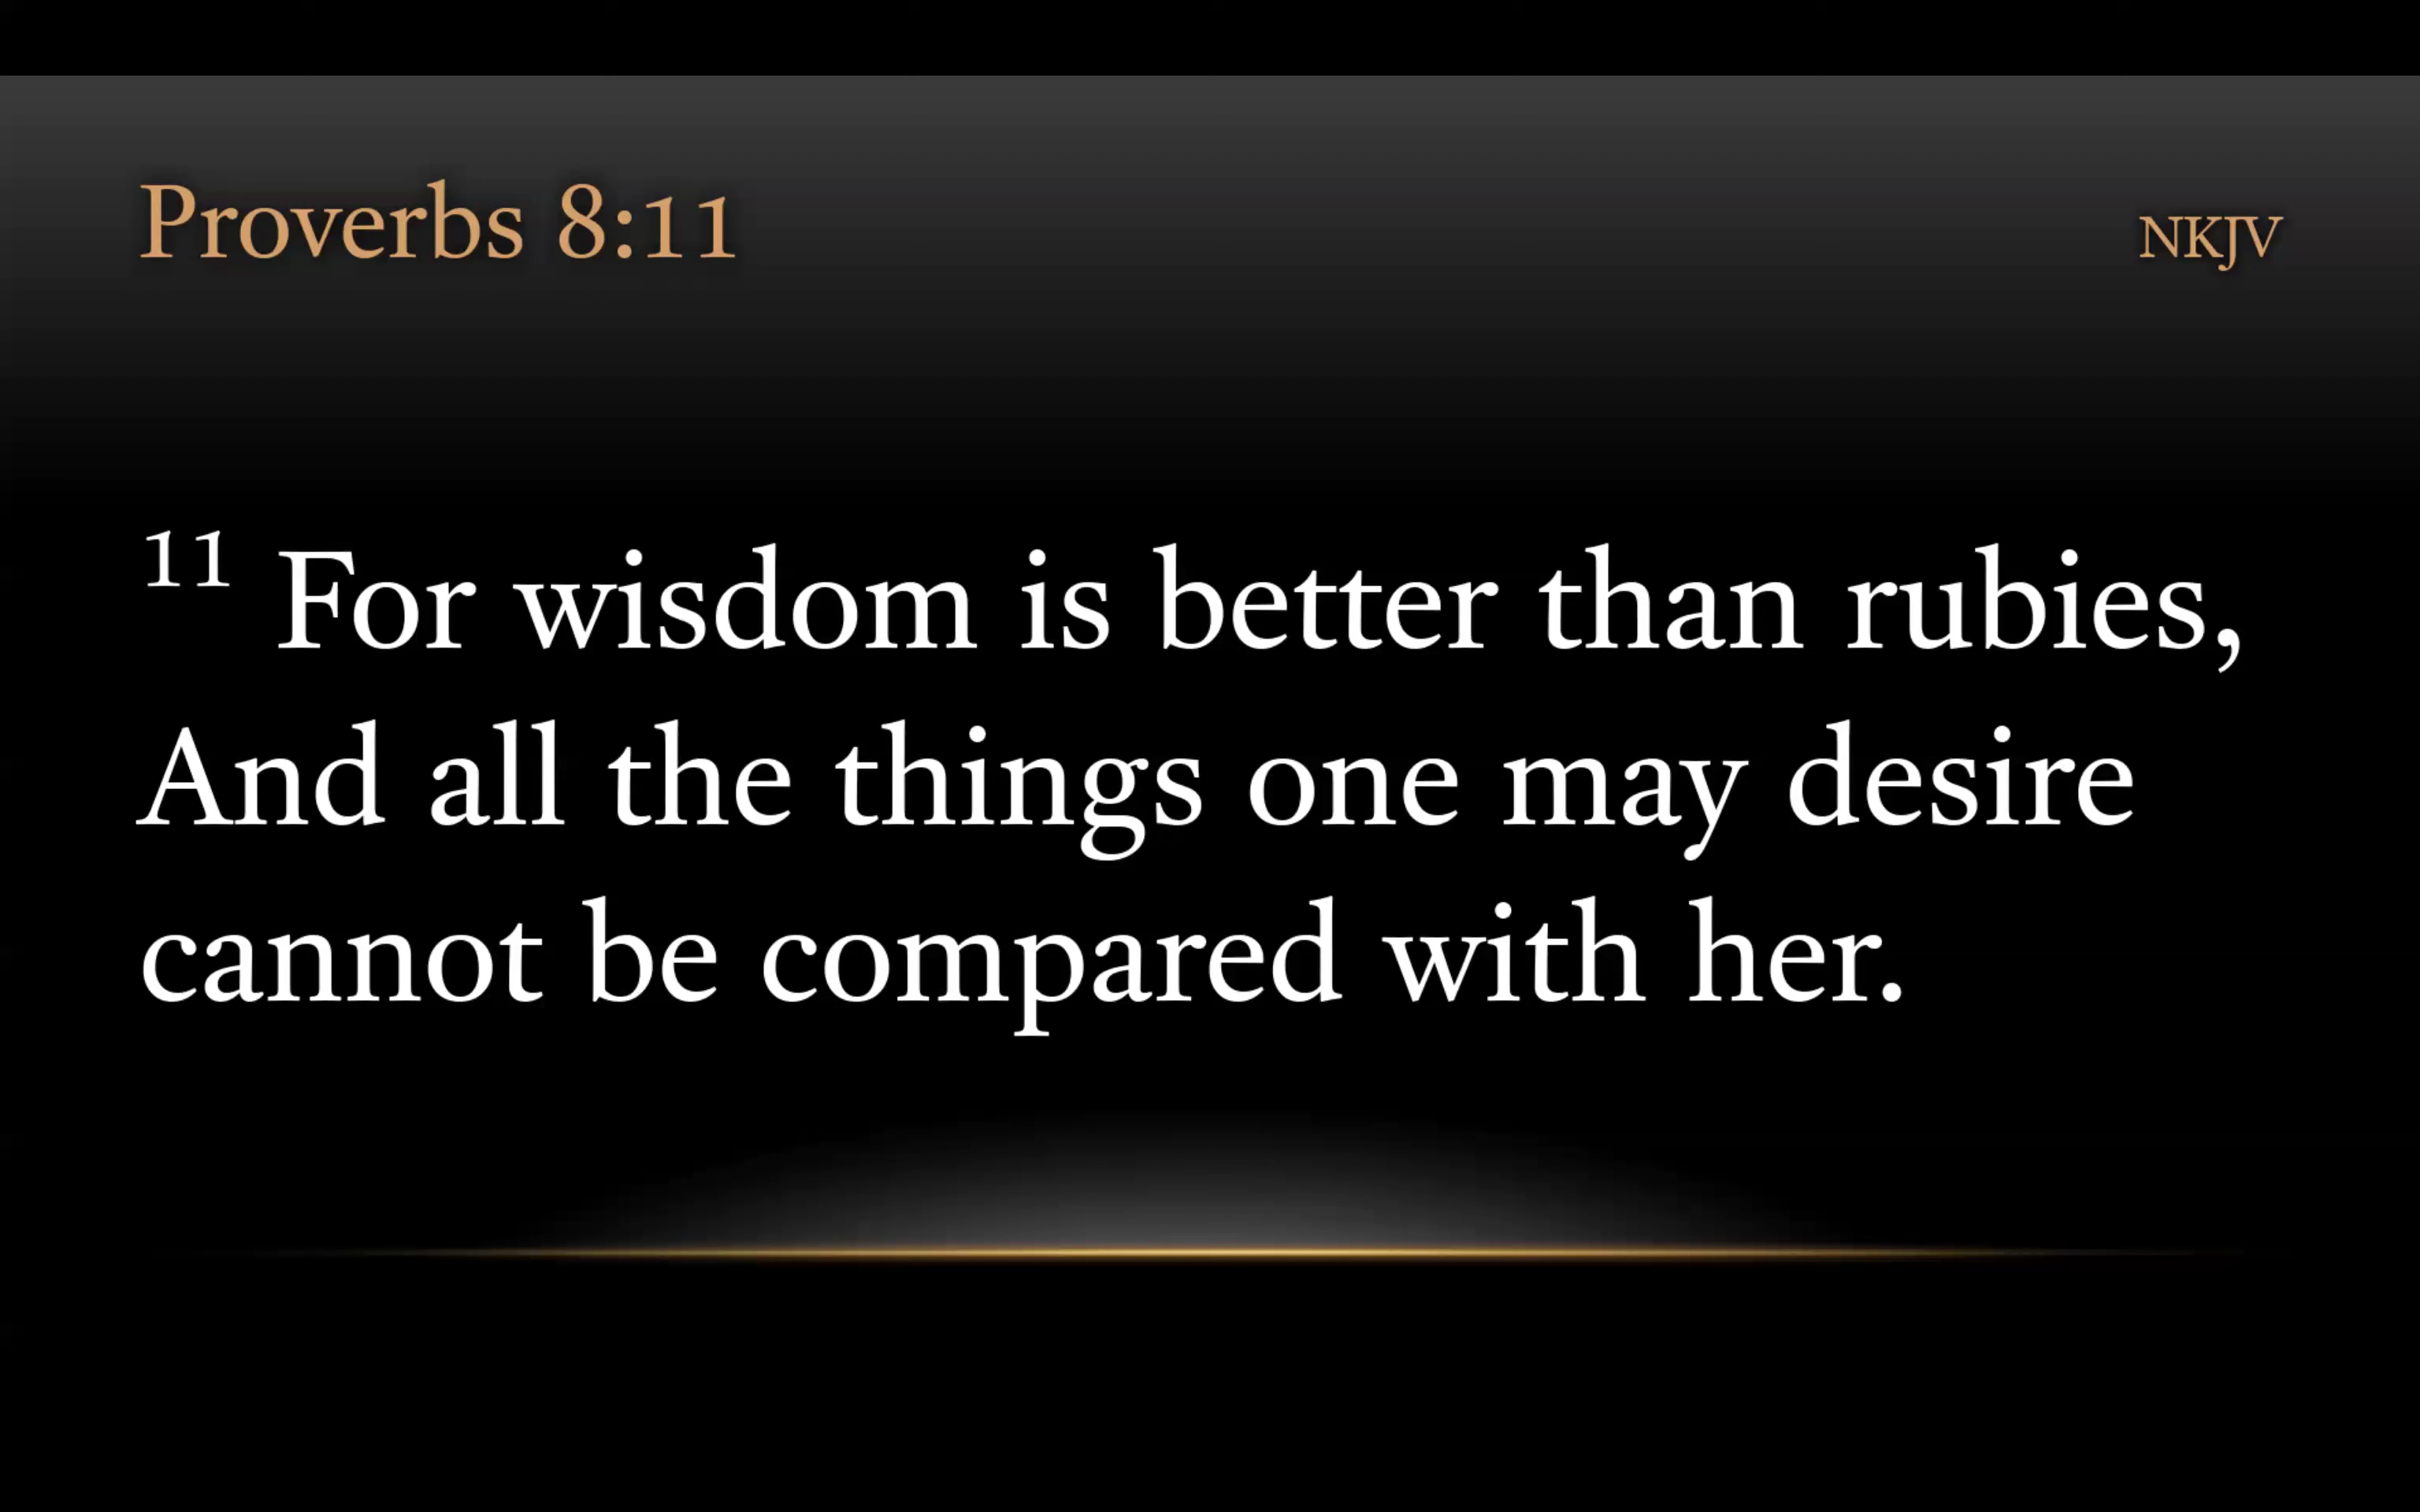 Proverbs 8:11
NKJV
11 For wisdom is better than rubies,
And all the things one may desire
cannot be compared with her.